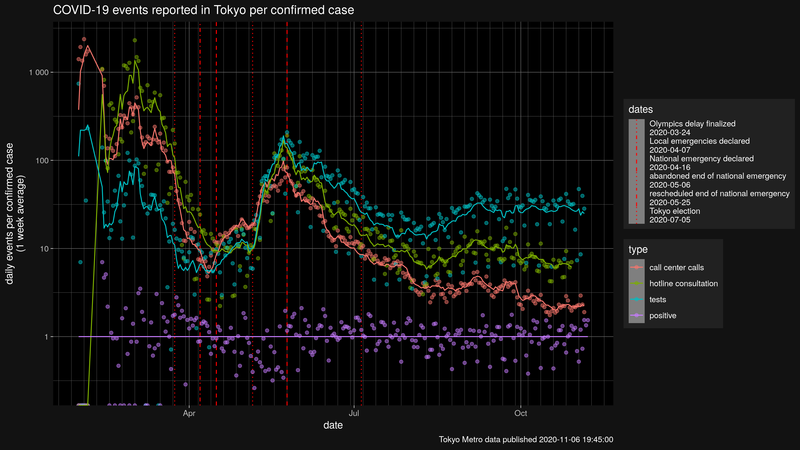 COVID-19 events reported in Tokyo per confirmed case
daily events per confirmed case
(1 week average)
1 000
100
10
1
Apr
Jul
Oct
date
dates
Olympics delay finalized
2020-03-24
Local emergencies declared
2020-04-07
National emergency declared
2020-04-16
abandoned end of national emergency
2020-05-06
rescheduled end of national emergency
2020-05-25
Tokyo election
2020-07-05
type
call center calls
hotline consultation
tests
positive
Tokyo Metro data published 2020-11-06 19:45:00